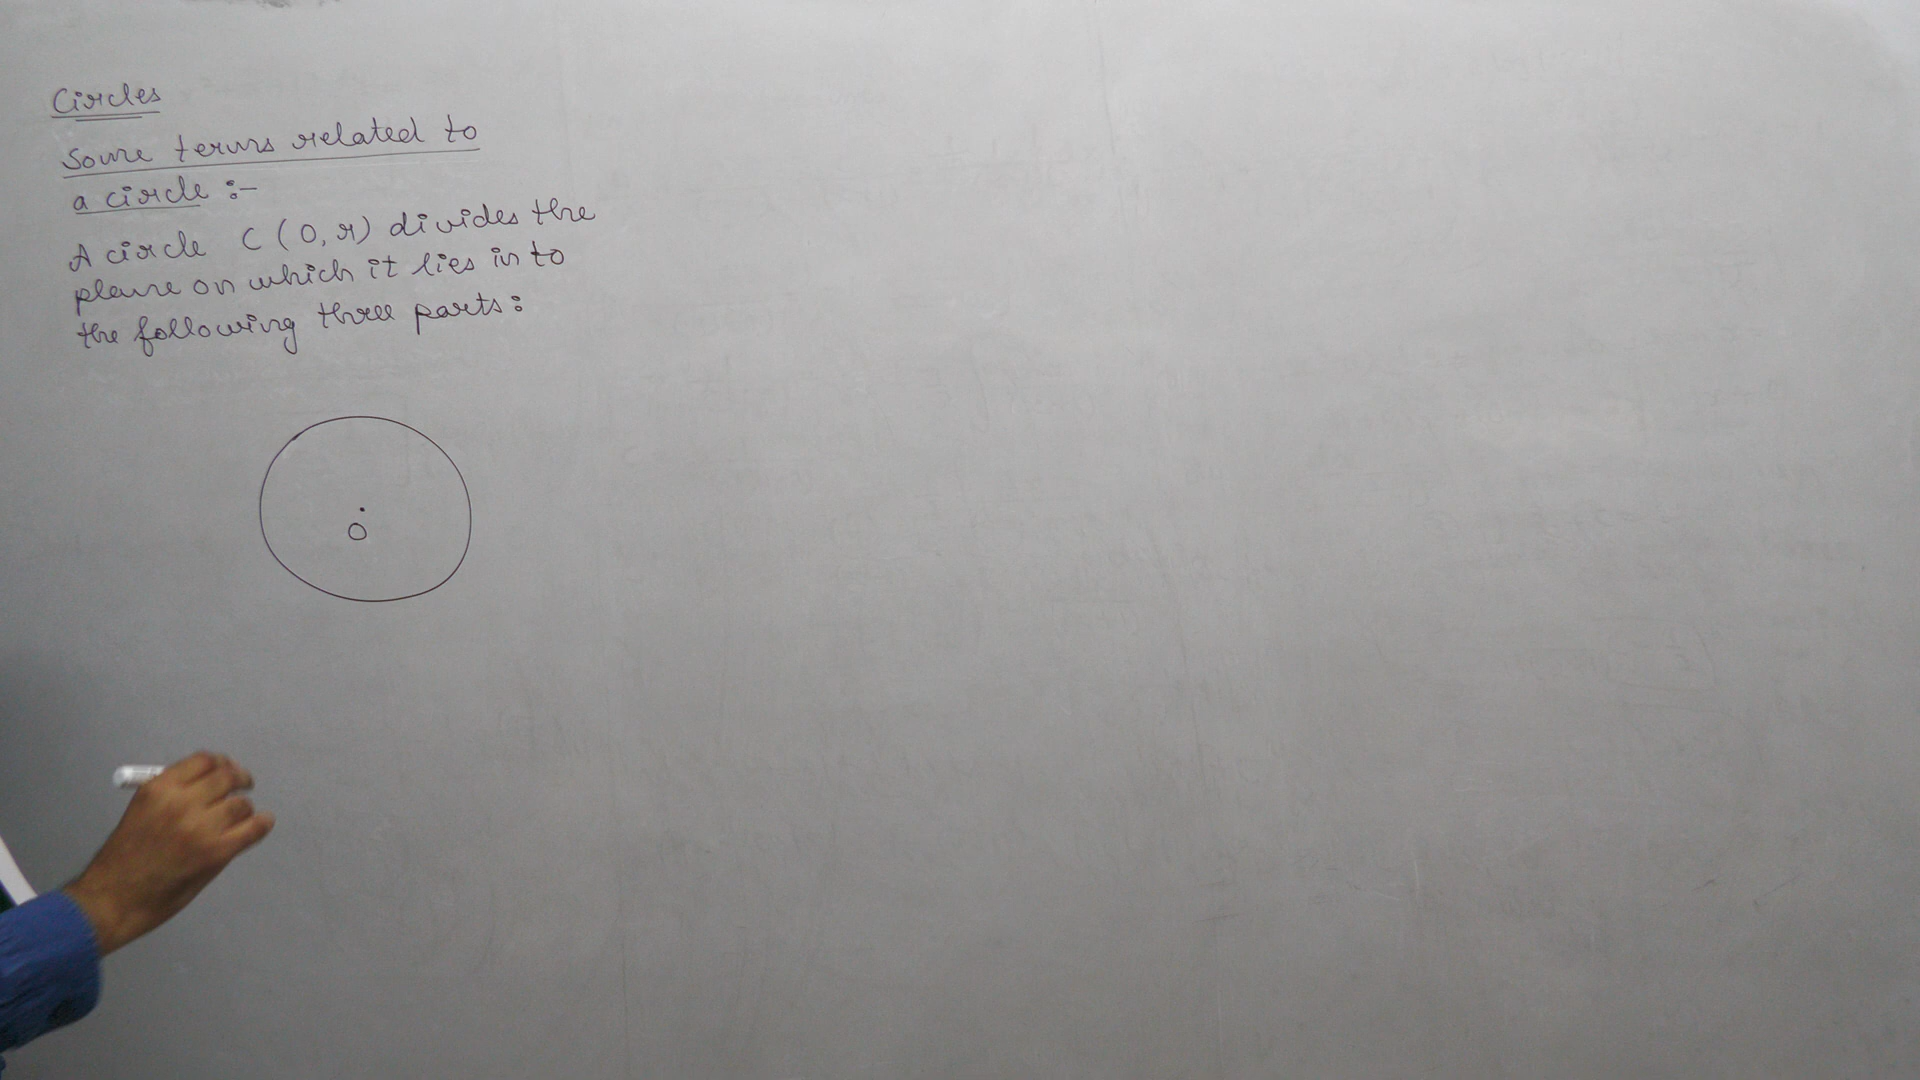 Circles
Some terms related to
a circle :-
A circle C (O, r) divides the
plane on which it lies in to
the following three parts:
O